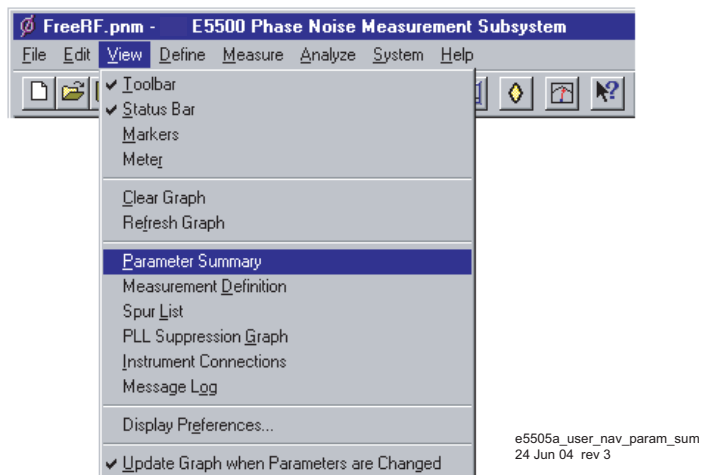 FreeRF.pnm - E5500 Phase Noise Measurement Subsystem
File Edit View Define Measure Analyze System Help
Toolbar
Status Bar
Markers
Meter
Clear Graph
Refresh Graph
Parameter Summary
Measurement Definition
Spur List
PLL Suppression Graph
Instrument Connections
Message Log
Display Preferences...
Update Graph when Parameters are Changed
e5505a_user_nav_param_sum
24 Jun 04 rev 3